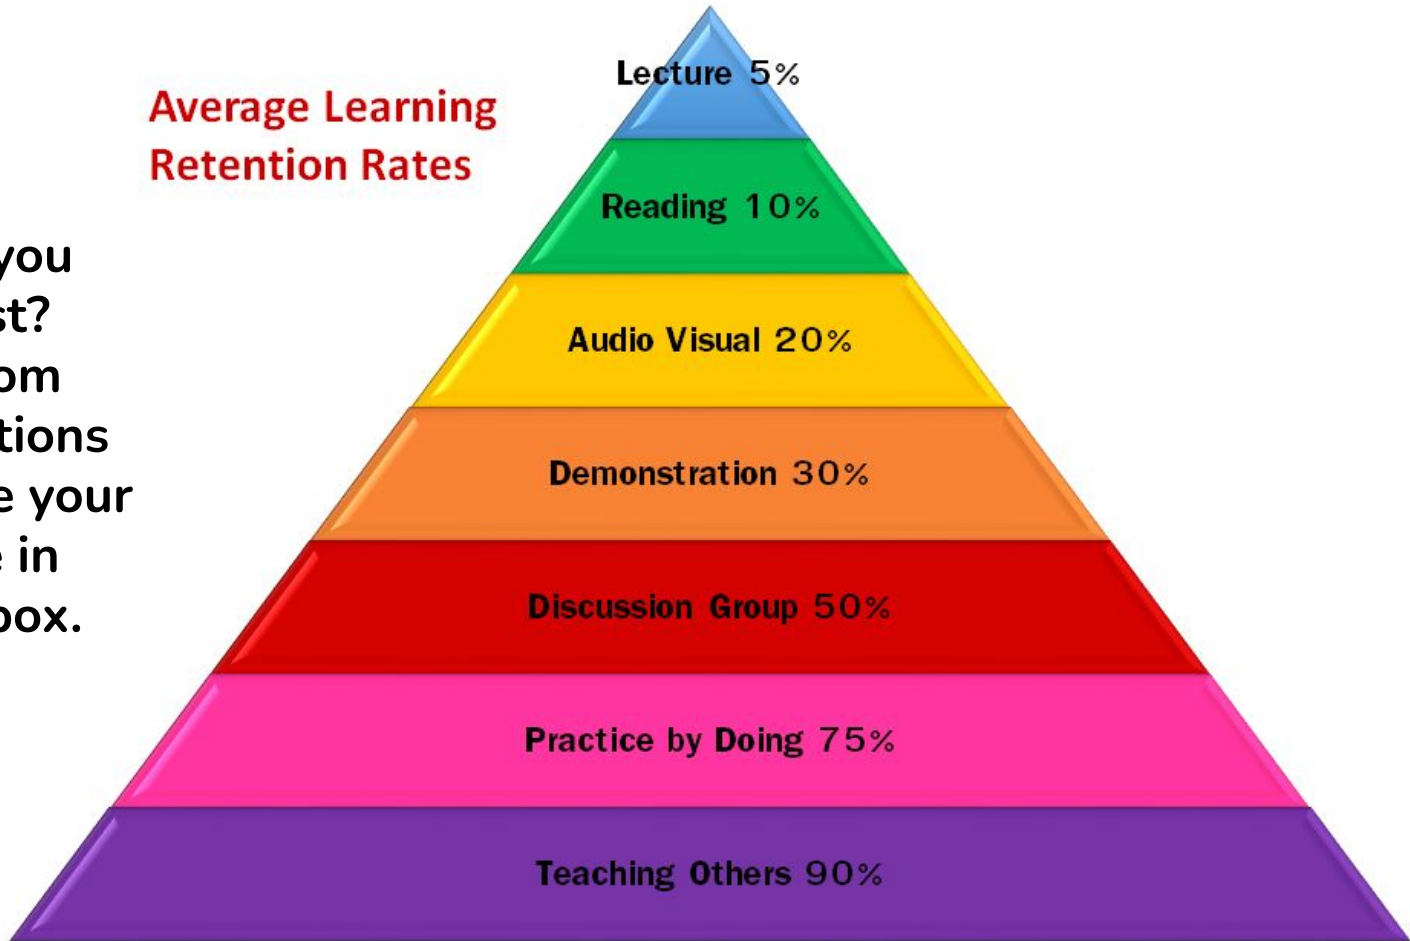 Average Learning
Retention Rates
you
st?
om
tions
e your
e in
box.
Lecture 5%
Reading 10%
Audio Visual 20%
Demonstration 30%
Discussion Group 50%
Practice by Doing 75%
Teaching Others 90%